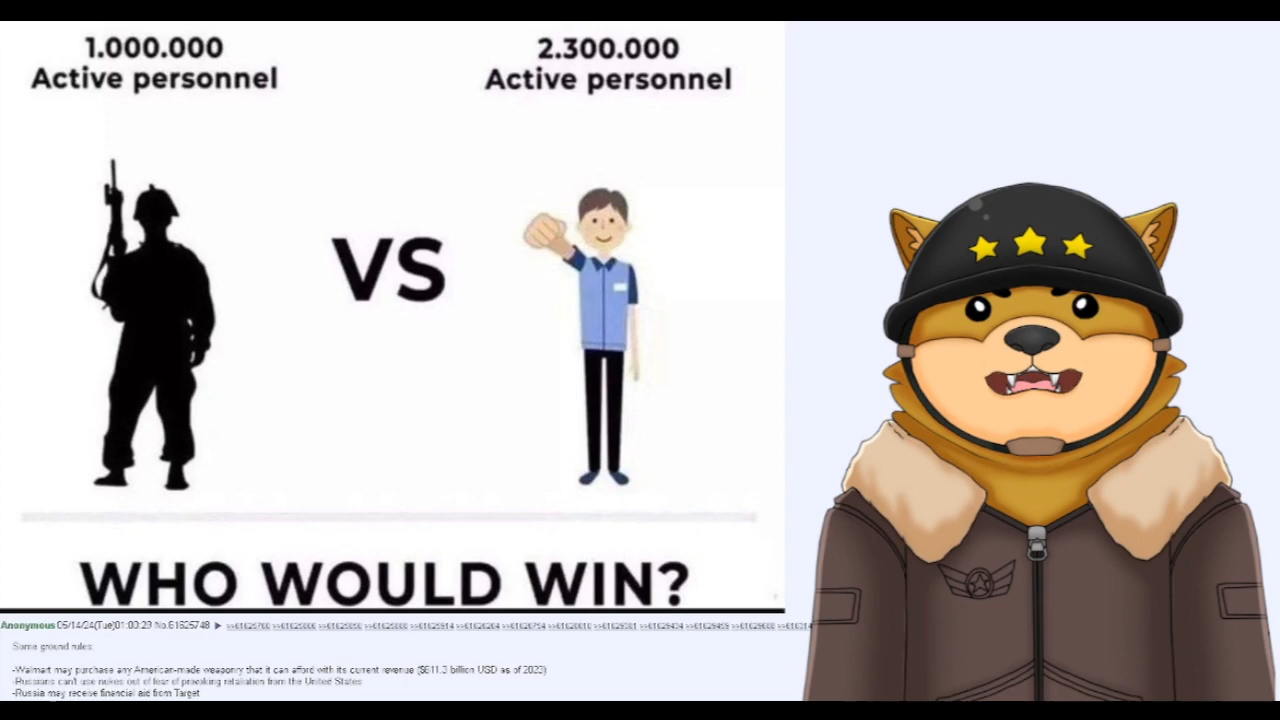 1.000.000
Active personnel
2.300.000
Active personnel
VS
WHO WOULD WIN?
Anonymous 05/14/24(Tue)01:00:29 No.61625748 ▶
Some ground rules:
-Walmart may purchase any American-made weaponry that it can afford with its current revenue ($611.3 billion USD as of 2023)
-Russians can't use nukes out of fear of provoking retaliation from the United States
-Russia may receive financial aid from Target